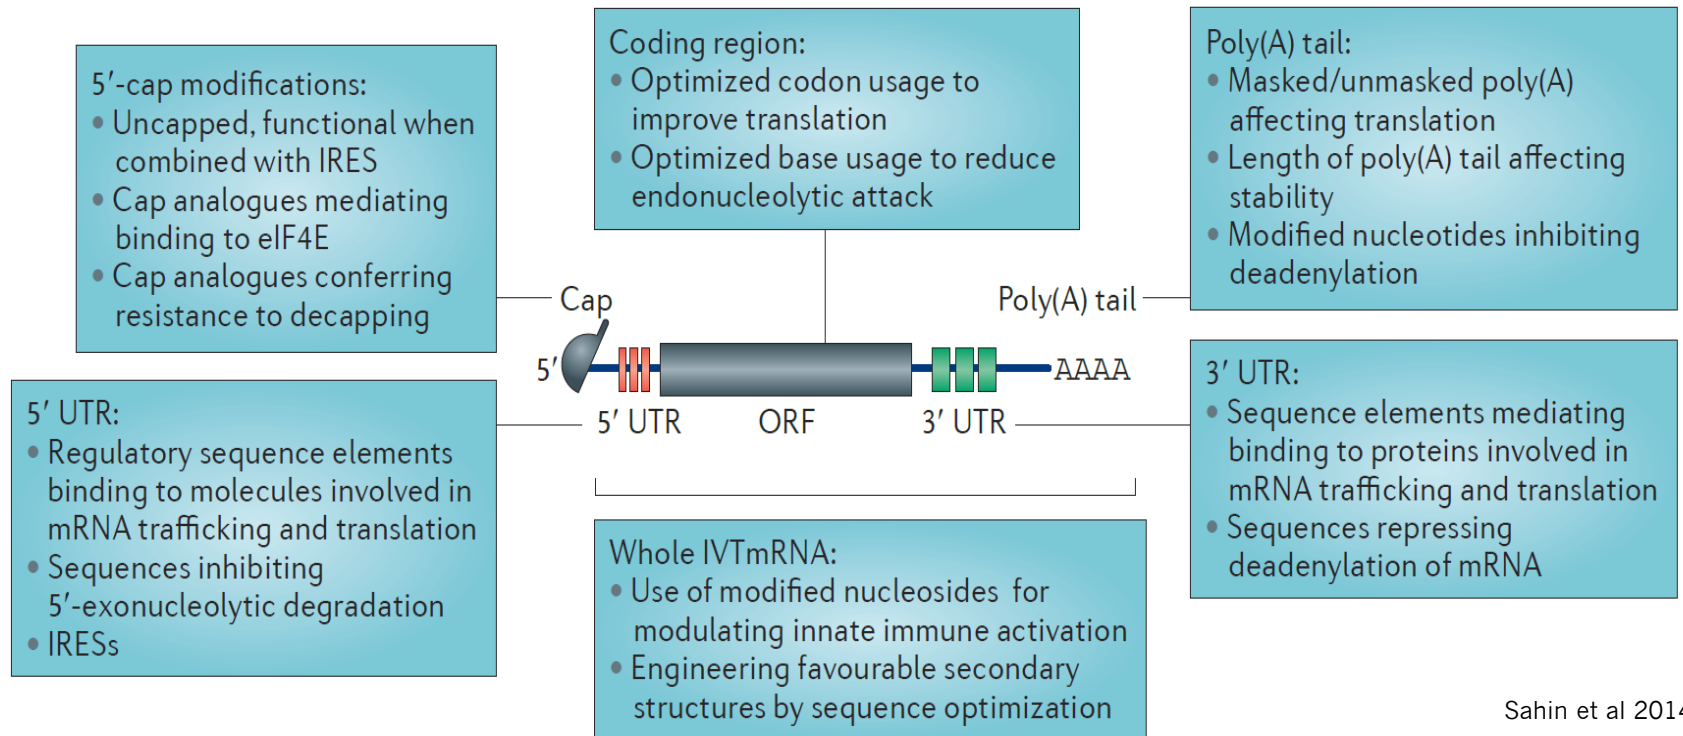 5′-cap modifications:
• Uncapped, functional when
combined with IRES
• Cap analogues mediating
binding to eIF4E
• Cap analogues conferring
resistance to decapping
Coding region:
• Optimized codon usage to
improve translation
• Optimized base usage to reduce
endonucleolytic attack
Poly(A) tail:
• Masked/unmasked poly(A)
affecting translation
• Length of poly(A) tail affecting
stability
• Modified nucleotides inhibiting
deadenylation
Cap
Poly(A) tail
5′
AAAA
5′ UTR
ORF
3′ UTR
5′ UTR:
• Regulatory sequence elements
binding to molecules involved in
mRNA trafficking and translation
• Sequences inhibiting
5′-exonucleolytic degradation
• IRESs
Whole IVTmRNA:
• Use of modified nucleosides for
modulating innate immune activation
• Engineering favourable secondary
structures by sequence optimization
3′ UTR:
• Sequence elements mediating
binding to proteins involved in
mRNA trafficking and translation
• Sequences repressing
deadenylation of mRNA
Sahin et al 2014